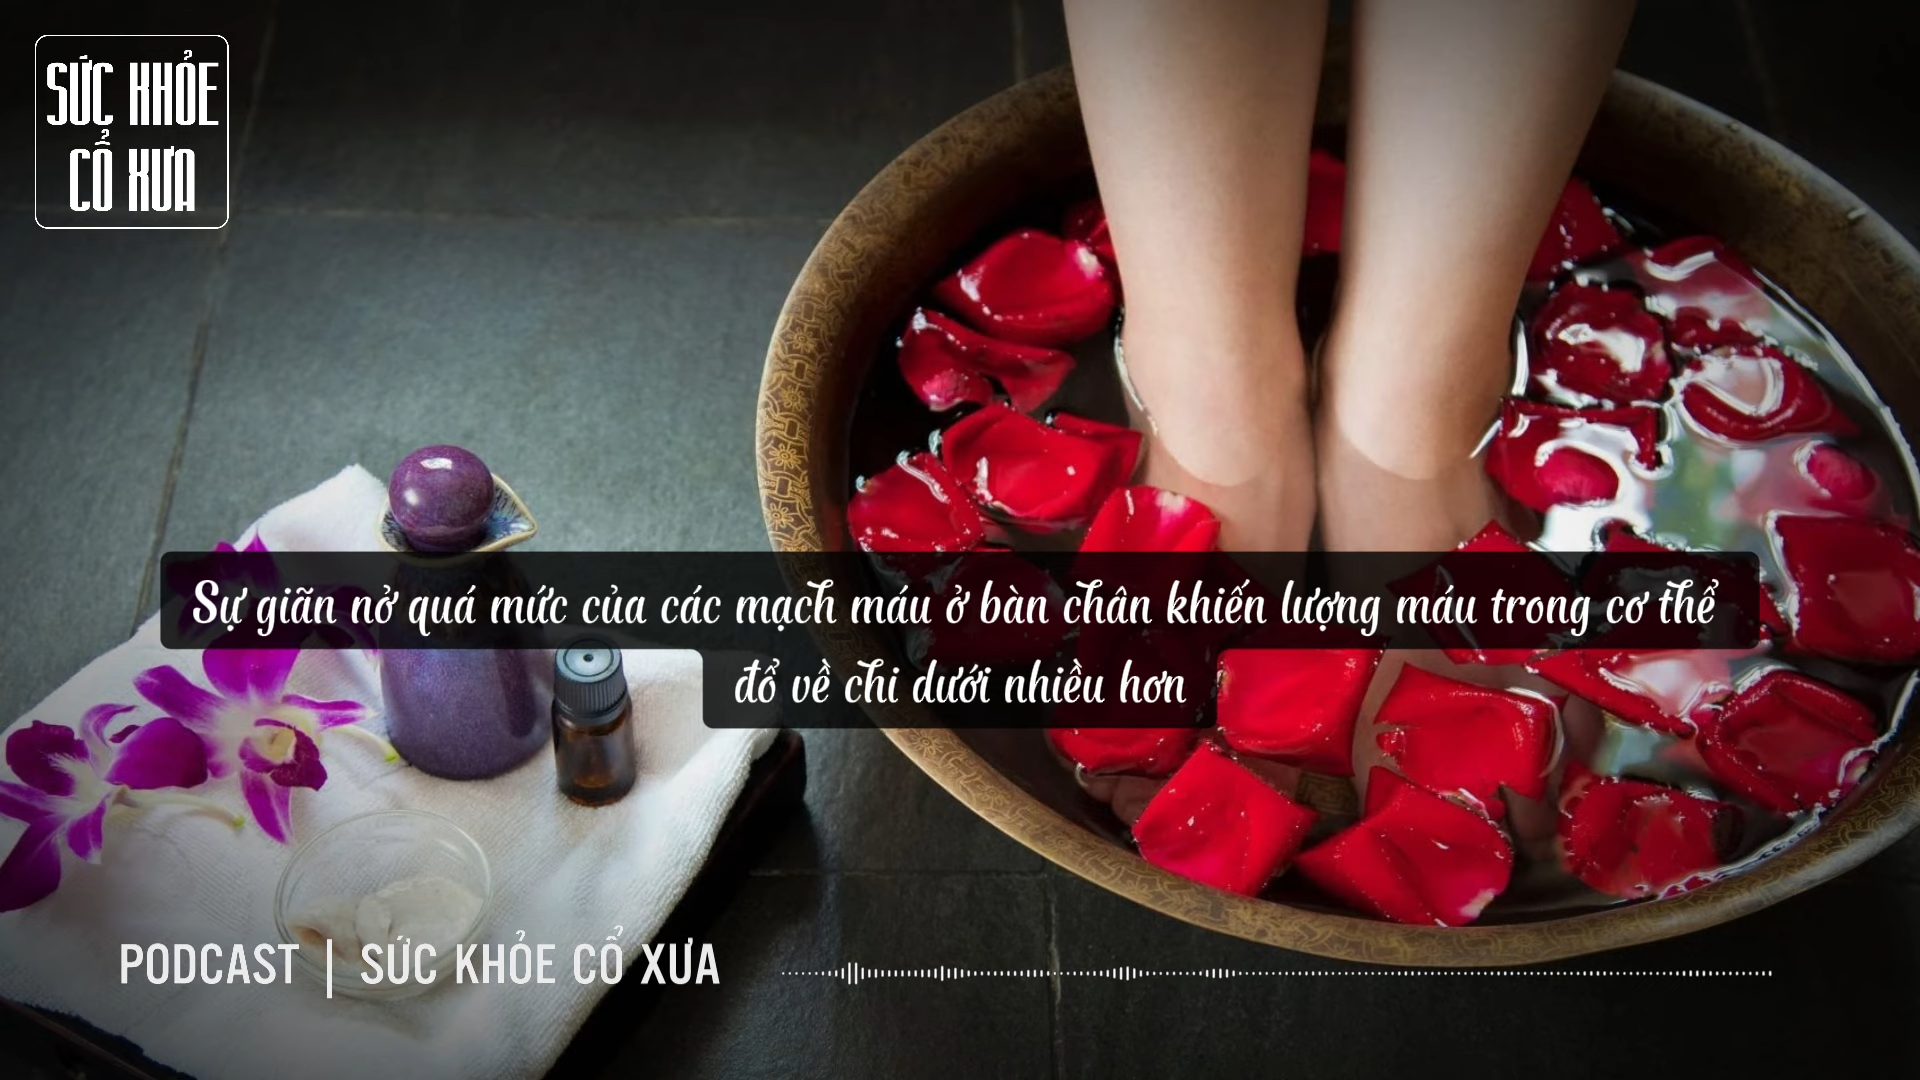 SỨC KHỎE
CỔ XƯA
Sự giãn nở quá mức của các mạch máu ở bàn chân khiến lượng máu trong cơ thể
đổ về chi dưới nhiều hơn
PODCAST | SỨC KHỎE CỔ XƯA